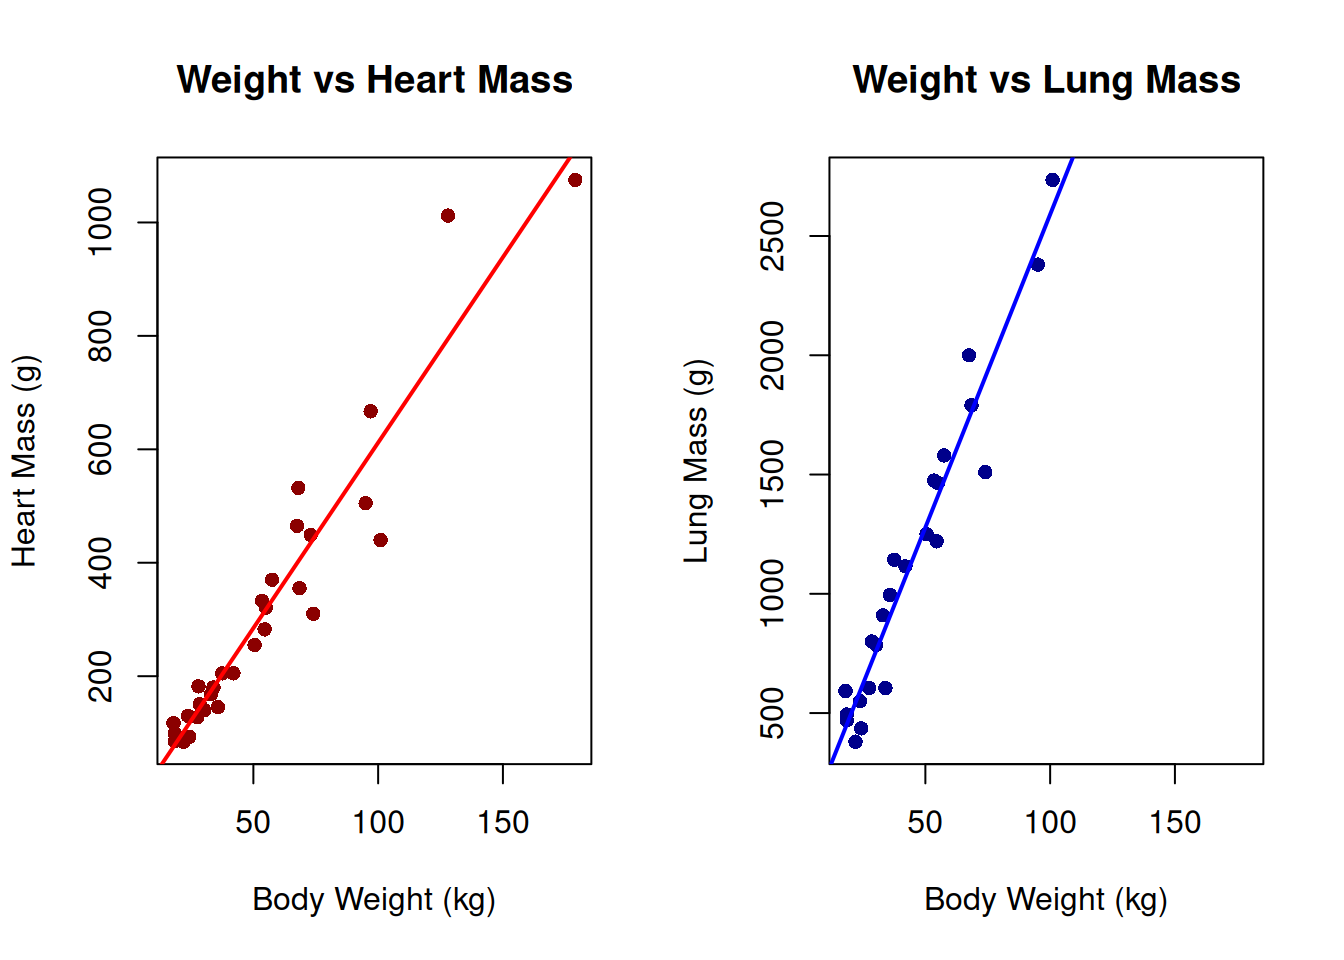 Weight vs Heart Mass
Heart Mass (g)
1000
800
600
400
200
50 100 150
Body Weight (kg)
Weight vs Lung Mass
Lung Mass (g)
2500
2000
1500
1000
500
50 100 150
Body Weight (kg)